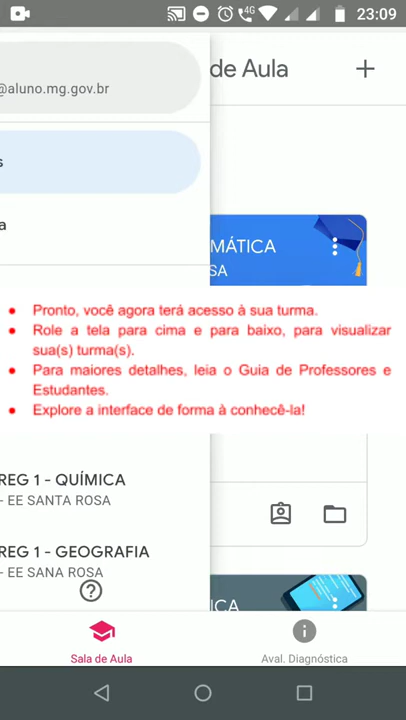 4G 23:09
de Aula +
@aluno.mg.gov.br
s
a
MÁTICA
SA
• Pronto, você agora terá acesso à sua turma.
• Role a tela para cima e para baixo, para visualizar
sua(s) turma(s).
• Para maiores detalhes, leia o Guia de Professores e
Estudantes.
• Explore a interface de forma à conhecê-la!
REG 1 - QUÍMICA
- EE SANTA ROSA
REG 1 - GEOGRAFIA
- EE SANA ROSA
ICA
Sala de Aula
Aval. Diagnóstica